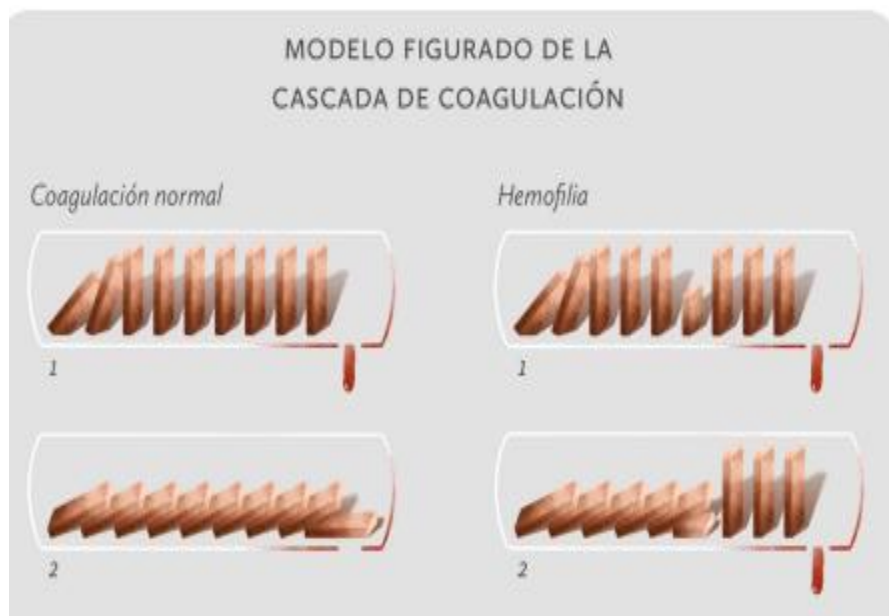 MODELO FIGURADO DE LA
CASCADA DE COAGULACIÓN
Coagulación normal
Hemofilia
1
1
2
2